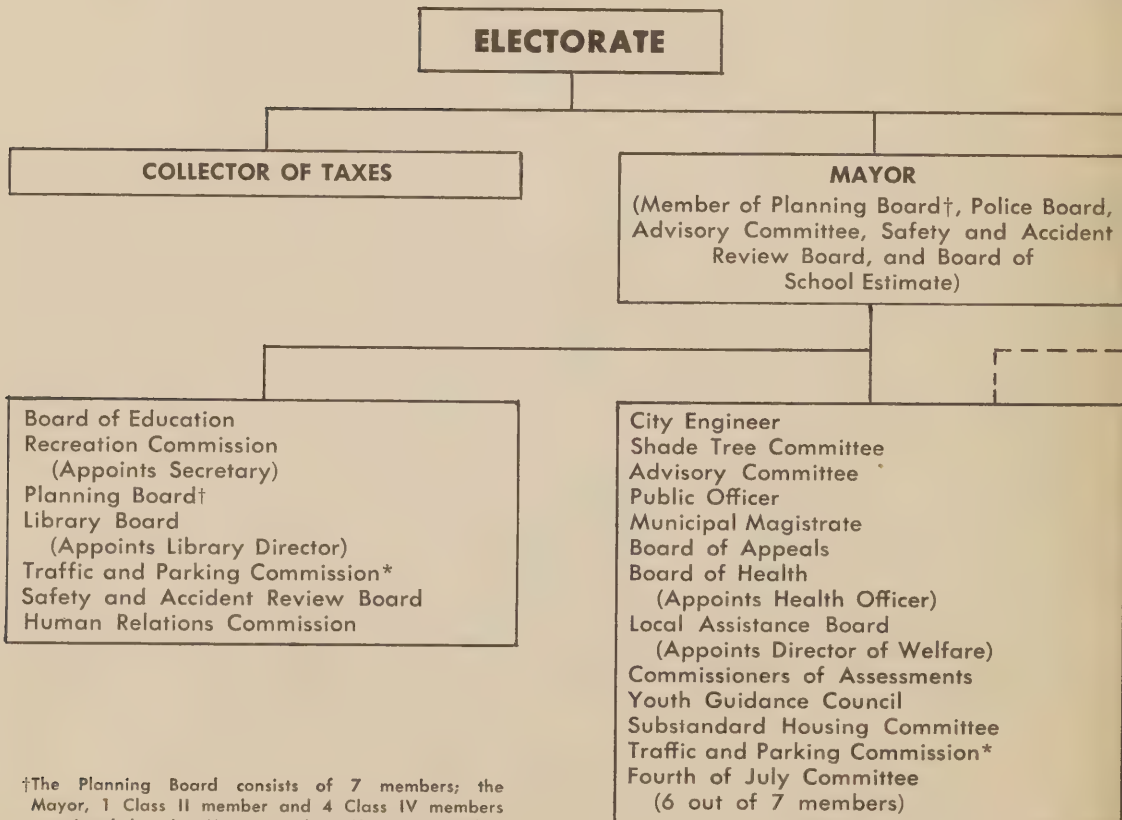 ELECTORATE
COLLECTOR OF TAXES
MAYOR
(Member of Planning Board†, Police Board,
Advisory Committee, Safety and Accident
Review Board, and Board of
School Estimate)
Board of Education
Recreation Commission
(Appoints Secretary)
Planning Board†
Library Board
(Appoints Library Director)
Traffic and Parking Commission*
Safety and Accident Review Board
Human Relations Commission
City Engineer
Shade Tree Committee
Advisory Committee
Public Officer
Municipal Magistrate
Board of Appeals
Board of Health
(Appoints Health Officer)
Local Assistance Board
(Appoints Director of Welfare)
Commissioners of Assessments
Youth Guidance Council
Substandard Housing Committee
Traffic and Parking Commission*
Fourth of July Committee
(6 out of 7 members)
†The Planning Board consists of 7 members; the
Mayor, 1 Class II member and 4 Class IV members